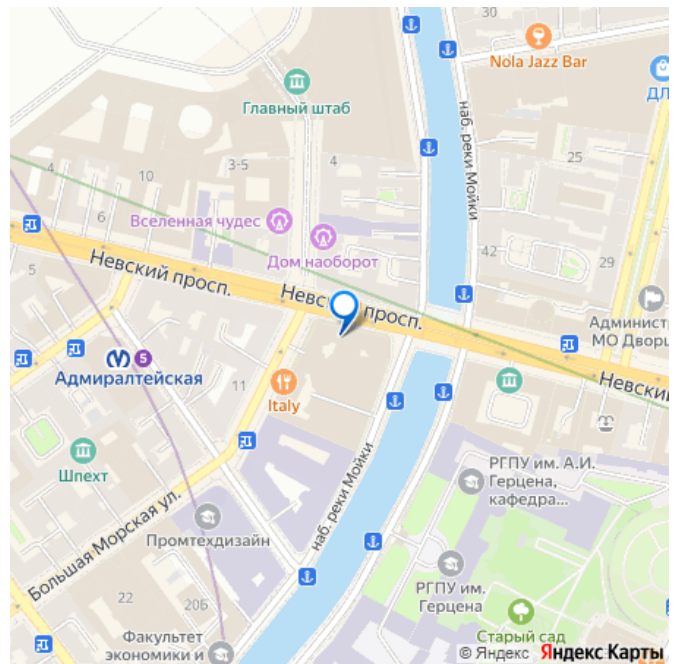 30
Nola Jazz Bar
ДЛ
Главный штаб
наб. реки Мойки
4
10
3-5
4
25
6
Вселенная чудес
Дом наоборот
42
29
5
Невский просп.
Невский просп.
Админист
МО Дворц
5
Адмиралтейская
11
Italy
Невский
Шпехт
наб. реки Мойки
РГПУ им. А.И.
Герцена,
кафедра...
Промтехдизайн
Большая Морская ул.
РГПУ им.
Герцена
22
20Б
Старый сад
Факультет
экономики и
© Яндекс Яндекс Карты